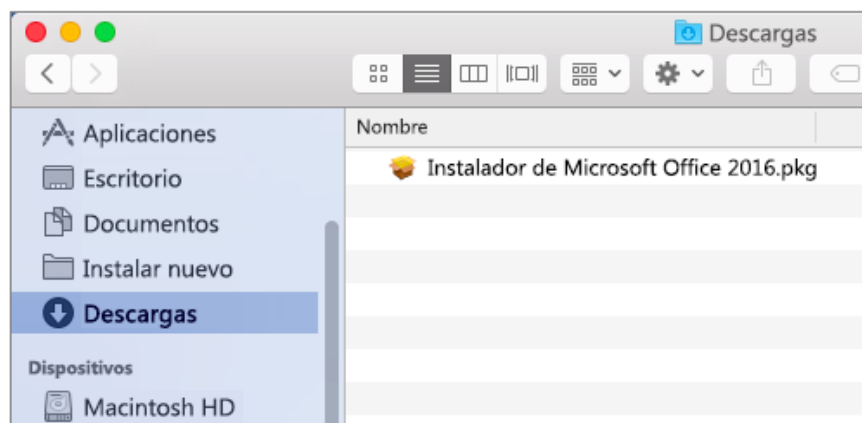 Descargas
Aplicaciones
Escritorio
Documentos
Instalar nuevo
Descargas
Dispositivos
Macintosh HD
Nombre
Instalador de Microsoft Office 2016.pkg